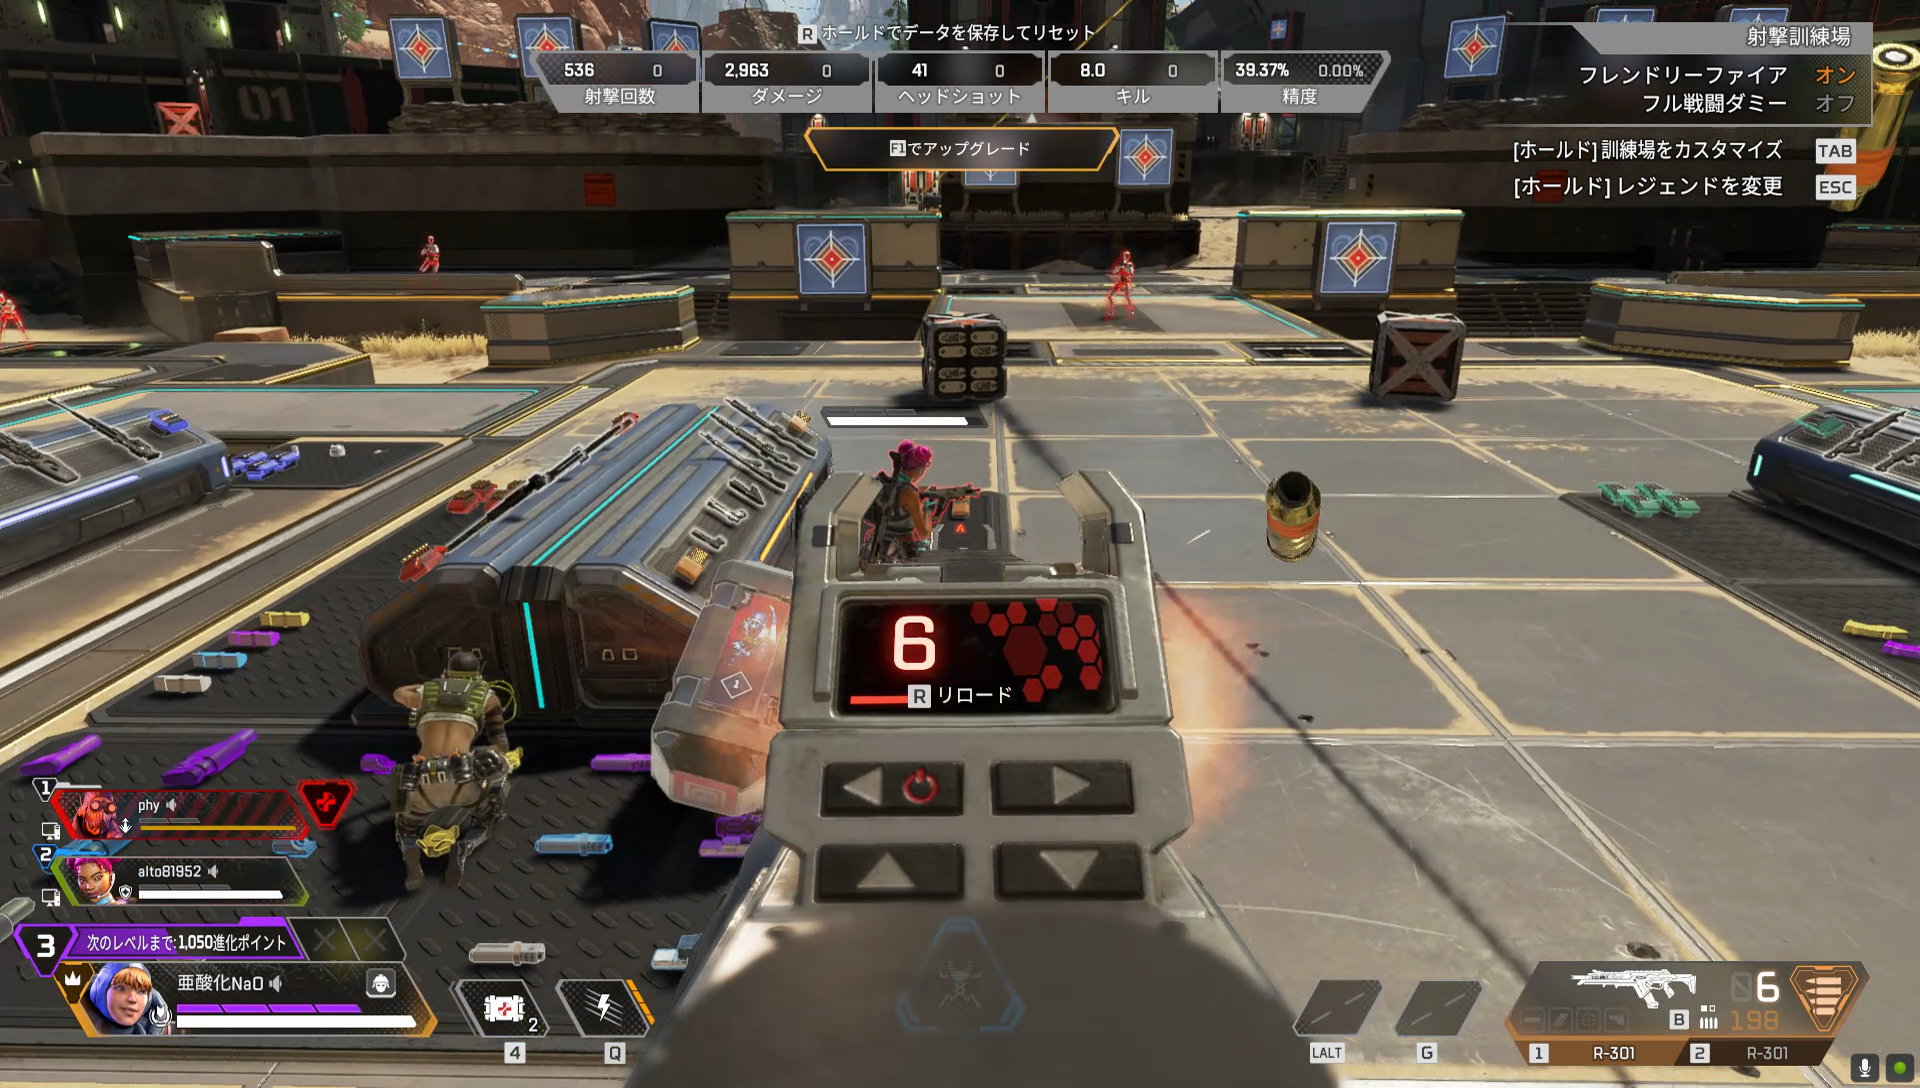 R ホールドでデータを保存してリセット
536 0 2,963 0 41 0 8.0 0 39.37% 0.00%
射撃回数 ダメージ ヘッドショット キル 精度
F1でアップグレード
射撃訓練場
フレンドリーファイア オン
フル戦闘ダミー オフ
[ホールド]訓練場をカスタマイズ TAB
[ホールド]レジェンドを変更 ESC
01
6
R リロード
1
1 phy
2 alto81952
3 次のレベルまで:1,050進化ポイント
亜酸化NaO
2
4 Q
LALT G
06
B 198
1 R-301 2 R-301